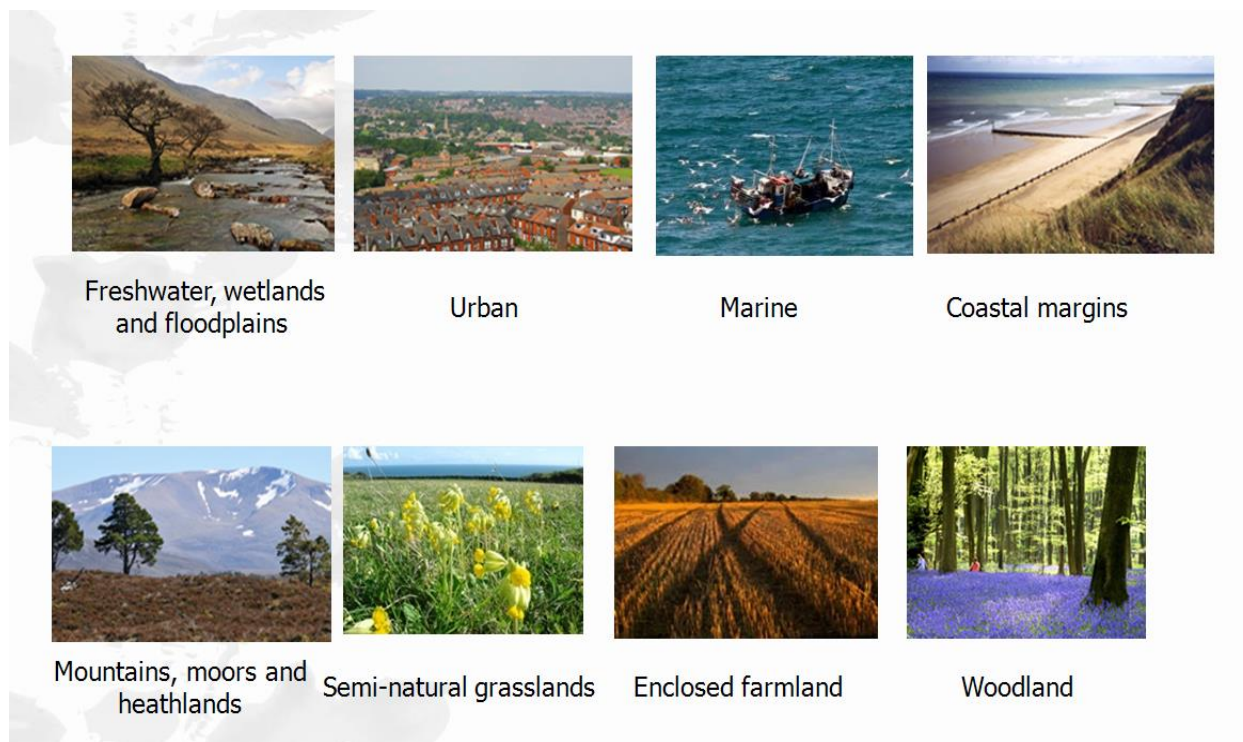 Freshwater, wetlands
and floodplains
Urban
Marine
Coastal margins
Mountains, moors and
heathlands
Semi-natural grasslands
Enclosed farmland
Woodland